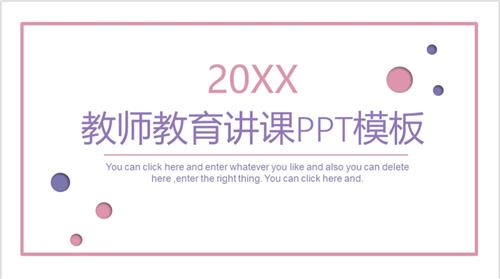 20XX
教师教育讲课PPT模板
You can click here and enter whatever you like and also you can delete
here ,enter the right thing. You can click here and.